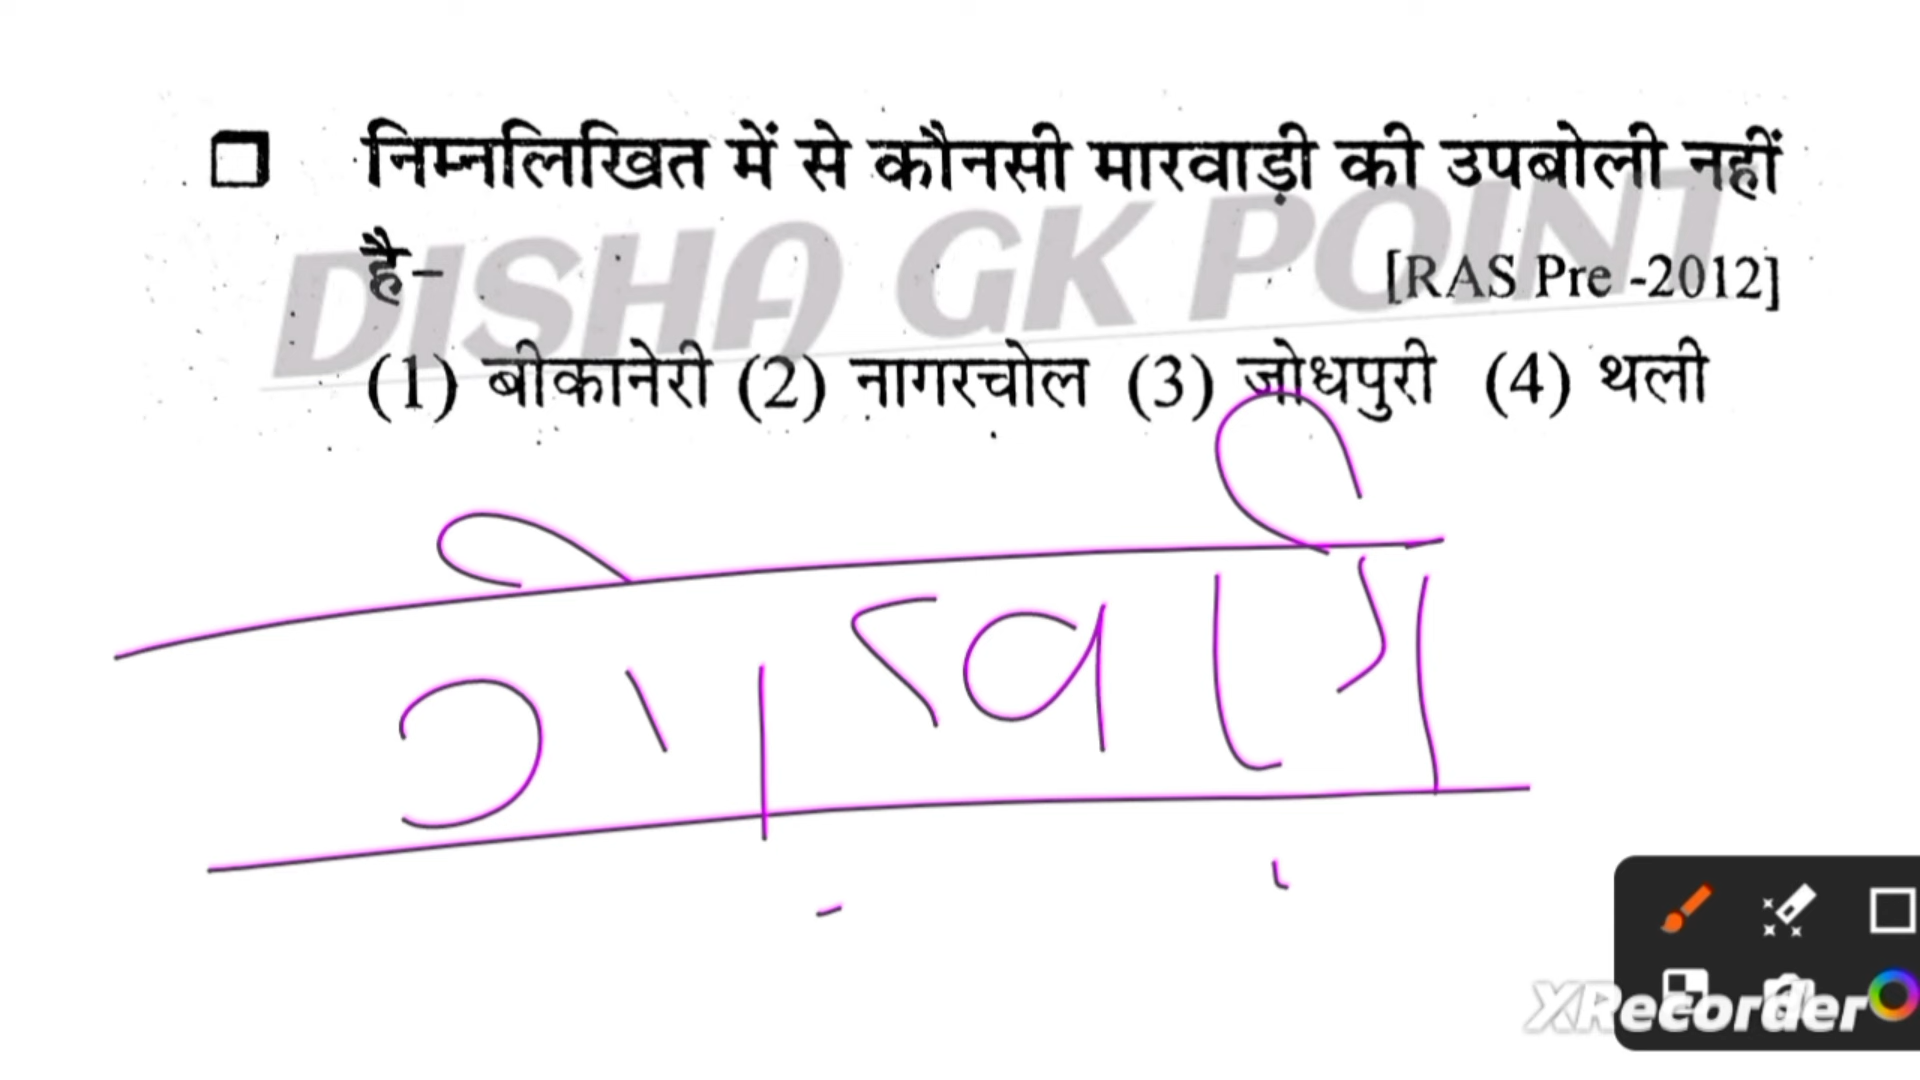 निम्नलिखित में से कौनसी मारवाड़ी की उपबोली नहीं
है-
[RAS Pre -2012]
DISHA GK POINT
(1) बीकानेरी (2) नागरचोल (3) जोधपुरी (4) थली
XRecorder